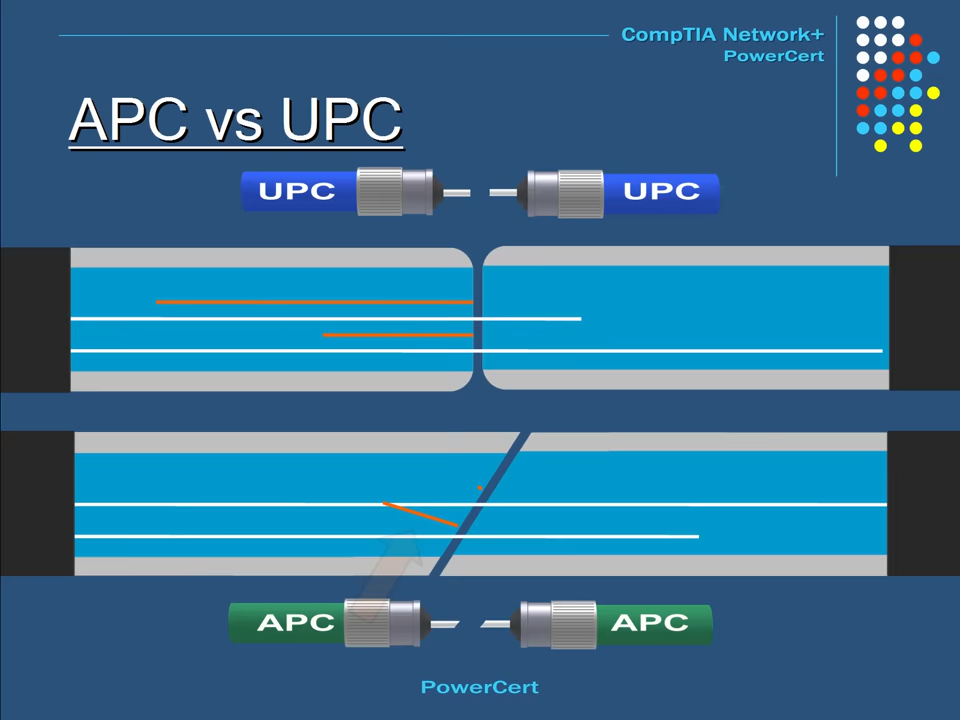 CompTIA Network+
PowerCert
APC vs UPC
UPC
UPC
APC
APC
PowerCert